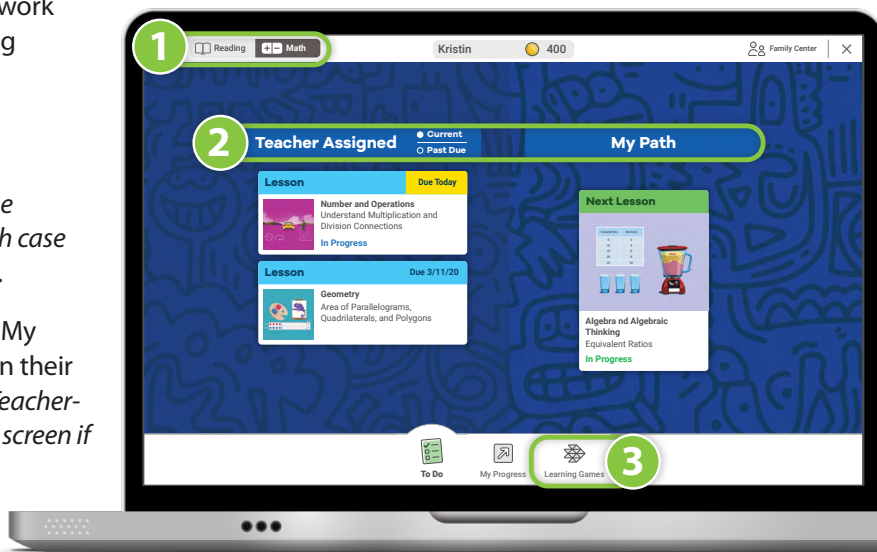 work
g
e
h case
.
My
n their
Teacher-
screen if
1
Reading
+ − Math
Kristin
400
Family Center
2
Teacher Assigned
Current
Past Due
My Path
Lesson
Due Today
Number and Operations
Understand Multiplication and
Division Connections
In Progress
Lesson
Due 3/11/20
Geometry
Area of Parallelograms,
Quadrilaterals, and Polygons
Next Lesson
Algebra nd Algebraic
Thinking
Equivalent Ratios
In Progress
To Do
My Progress
Learning Games
3